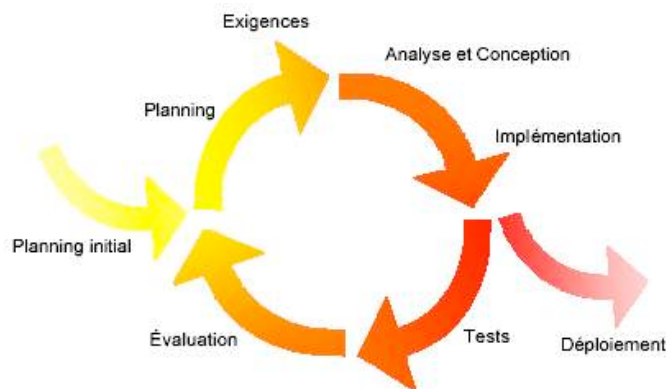 Exigences
Analyse et Conception
Planning
Implémentation
Planning initial
Évaluation
Tests
Déploiement